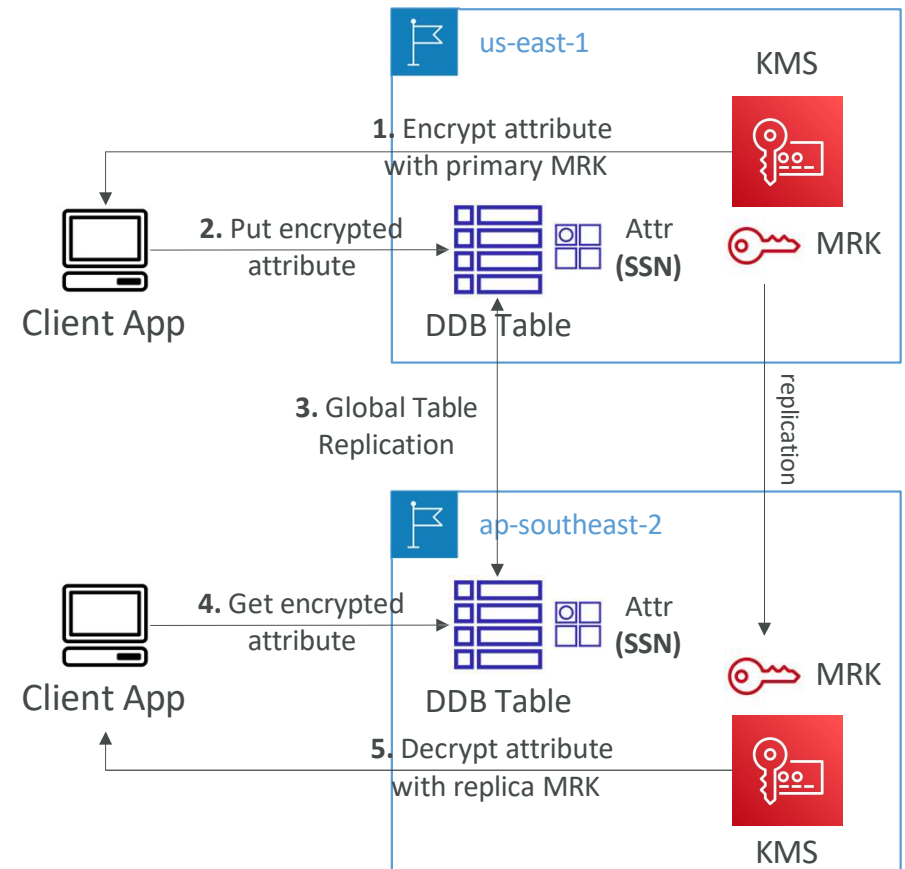 us-east-1
KMS
1. Encrypt attribute
with primary MRK
2. Put encrypted
attribute
Attr
(SSN)
MRK
Client App
DDB Table
3. Global Table
Replication
replication
ap-southeast-2
4. Get encrypted
attribute
Attr
(SSN)
MRK
Client App
DDB Table
5. Decrypt attribute
with replica MRK
KMS